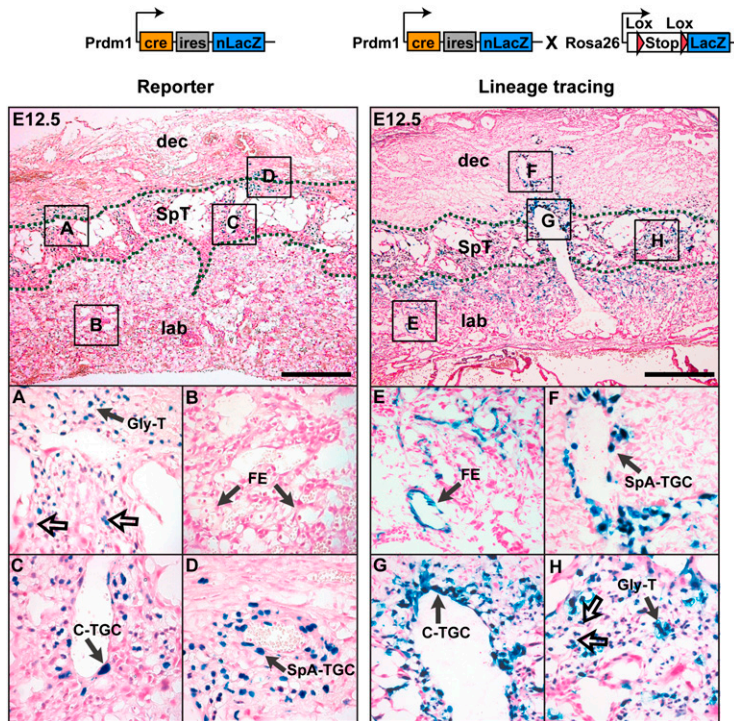 Prdm1 cre ires nLacZ
Prdm1 cre ires nLacZ X Rosa26 Lox Stop Lox LacZ
Reporter
Lineage tracing
E12.5
dec
D
A
SpT
C
B
lab
E12.5
dec
F
G
SpT
H
E
lab
A
Gly-T
B
FE
C
C-TGC
D
SpA-TGC
E
FE
F
SpA-TGC
G
C-TGC
H
Gly-T